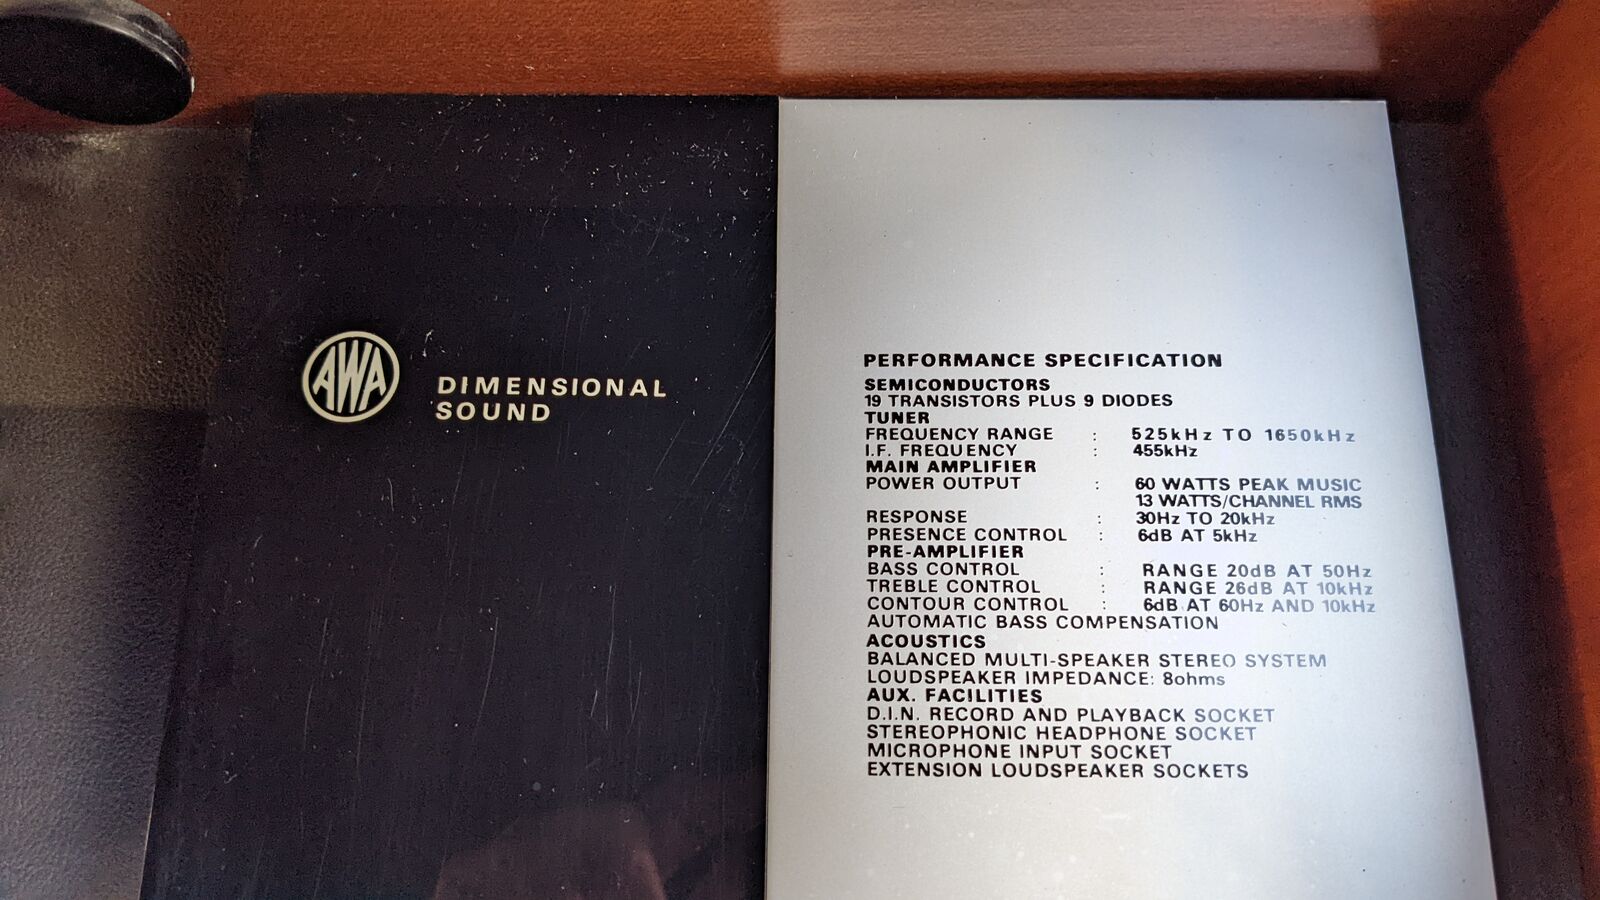 AWA
DIMENSIONAL
SOUND
PERFORMANCE SPECIFICATION
SEMICONDUCTORS
19 TRANSISTORS PLUS 9 DIODES
TUNER
FREQUENCY RANGE : 525kHz TO 1650kHz
I.F. FREQUENCY : 455kHz
MAIN AMPLIFIER
POWER OUTPUT : 60 WATTS PEAK MUSIC
13 WATTS/CHANNEL RMS
RESPONSE : 30Hz TO 20kHz
PRESENCE CONTROL : 6dB AT 5kHz
PRE-AMPLIFIER
BASS CONTROL : RANGE 20dB AT 50Hz
TREBLE CONTROL : RANGE 26dB AT 10kHz
CONTOUR CONTROL : 6dB AT 60Hz AND 10kHz
AUTOMATIC BASS COMPENSATION
ACOUSTICS
BALANCED MULTI-SPEAKER STEREO SYSTEM
LOUDSPEAKER IMPEDANCE: 8ohms
AUX. FACILITIES
D.I.N. RECORD AND PLAYBACK SOCKET
STEREOPHONIC HEADPHONE SOCKET
MICROPHONE INPUT SOCKET
EXTENSION LOUDSPEAKER SOCKETS